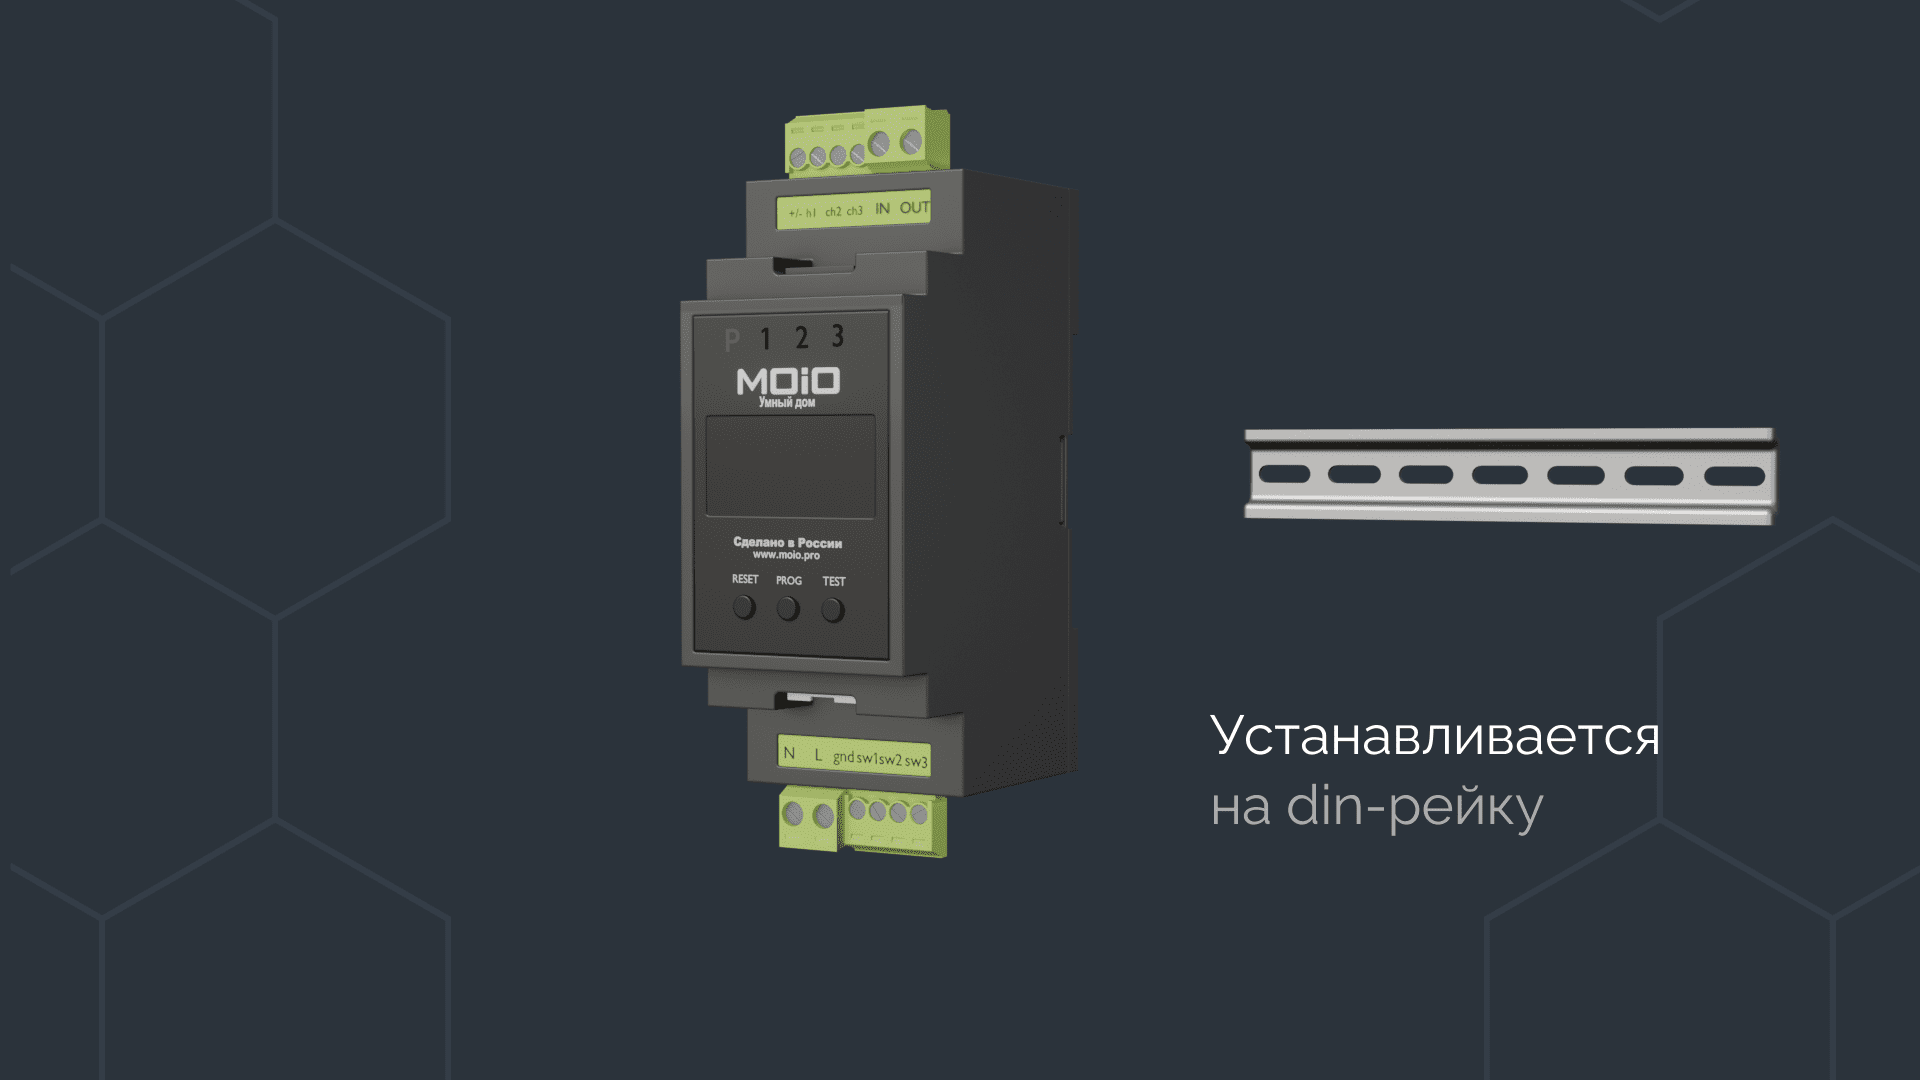 +/- h1 ch2 ch3 IN OUT
P 1 2 3
MOiO
Умный дом
Сделано в России
www.moio.pro
RESET PROG TEST
N L gnd sw1 sw2 sw3
Устанавливается
на din-рейку